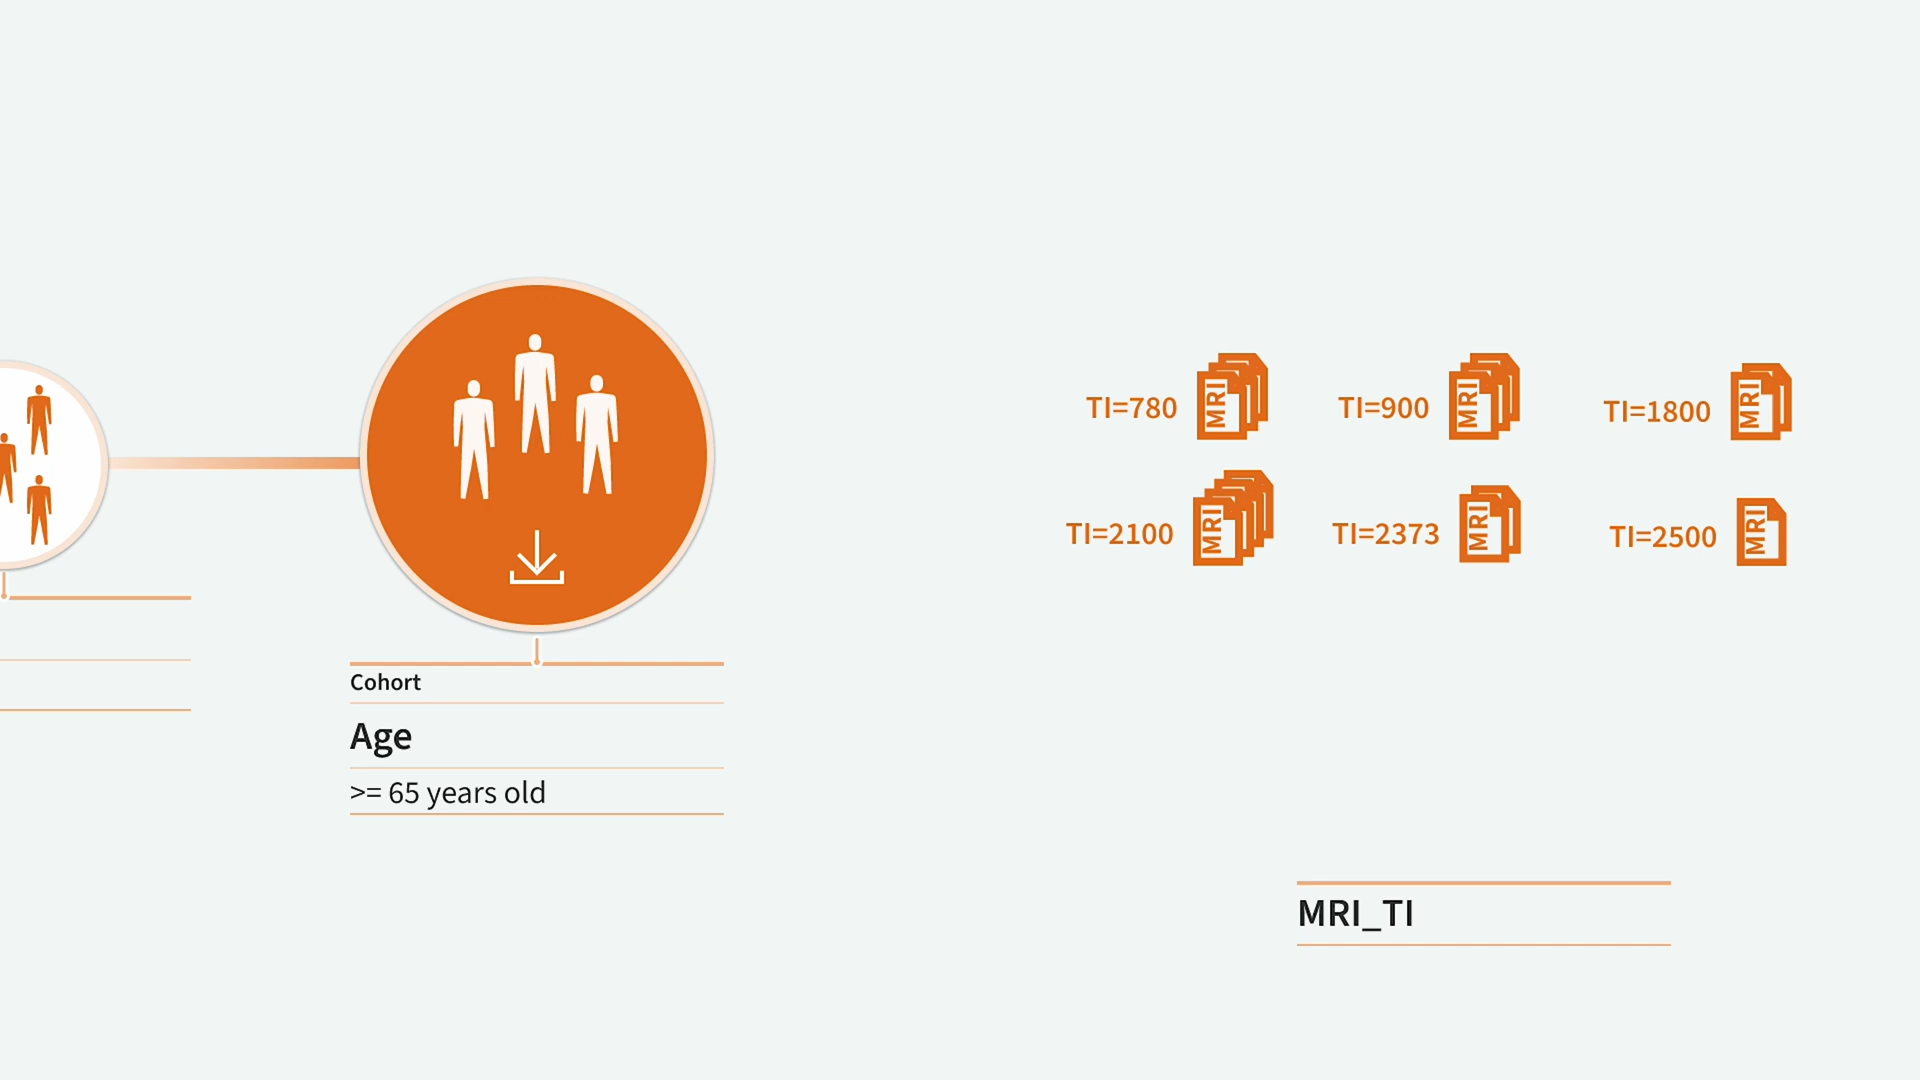 Cohort
Age
>= 65 years old
TI=780 MRI TI=900 MRI TI=1800 MRI
TI=2100 MRI TI=2373 MRI TI=2500 MRI
MRI_TI